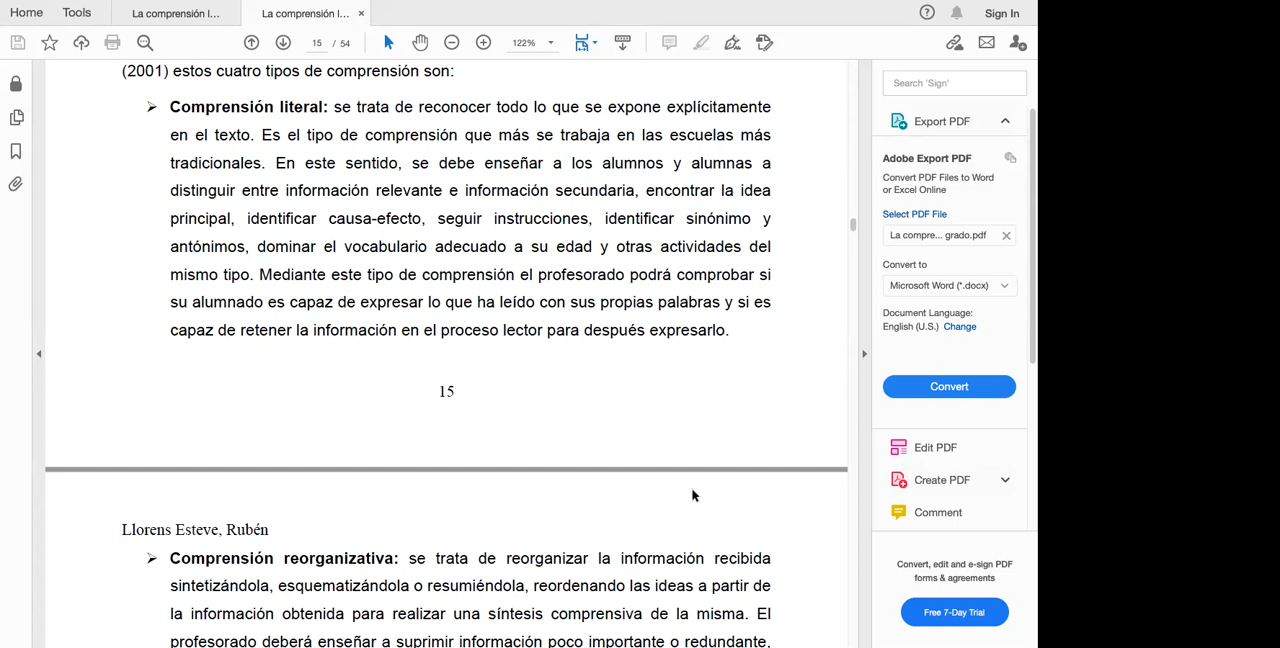 Home Tools La comprensión l... La comprensión l... × Sign In
15 / 54 122%
(2001) estos cuatro tipos de comprensión son:
➢ Comprensión literal: se trata de reconocer todo lo que se expone explícitamente
en el texto. Es el tipo de comprensión que más se trabaja en las escuelas más
tradicionales. En este sentido, se debe enseñar a los alumnos y alumnas a
distinguir entre información relevante e información secundaria, encontrar la idea
principal, identificar causa-efecto, seguir instrucciones, identificar sinónimo y
antónimos, dominar el vocabulario adecuado a su edad y otras actividades del
mismo tipo. Mediante este tipo de comprensión el profesorado podrá comprobar si
su alumnado es capaz de expresar lo que ha leído con sus propias palabras y si es
capaz de retener la información en el proceso lector para después expresarlo.
15
Llorens Esteve, Rubén
➢ Comprensión reorganizativa: se trata de reorganizar la información recibida
sintetizándola, esquematizándola o resumiéndola, reordenando las ideas a partir de
la información obtenida para realizar una síntesis comprensiva de la misma. El
profesorado deberá enseñar a suprimir información poco importante o redundante,
Search 'Sign'
Export PDF
Adobe Export PDF
Convert PDF Files to Word
or Excel Online
Select PDF File
La compre... grado.pdf ×
Convert to
Microsoft Word (*.docx)
Document Language:
English (U.S.) Change
Convert
Edit PDF
Create PDF
Comment
Convert, edit and e-sign PDF
forms & agreements
Free 7-Day Trial